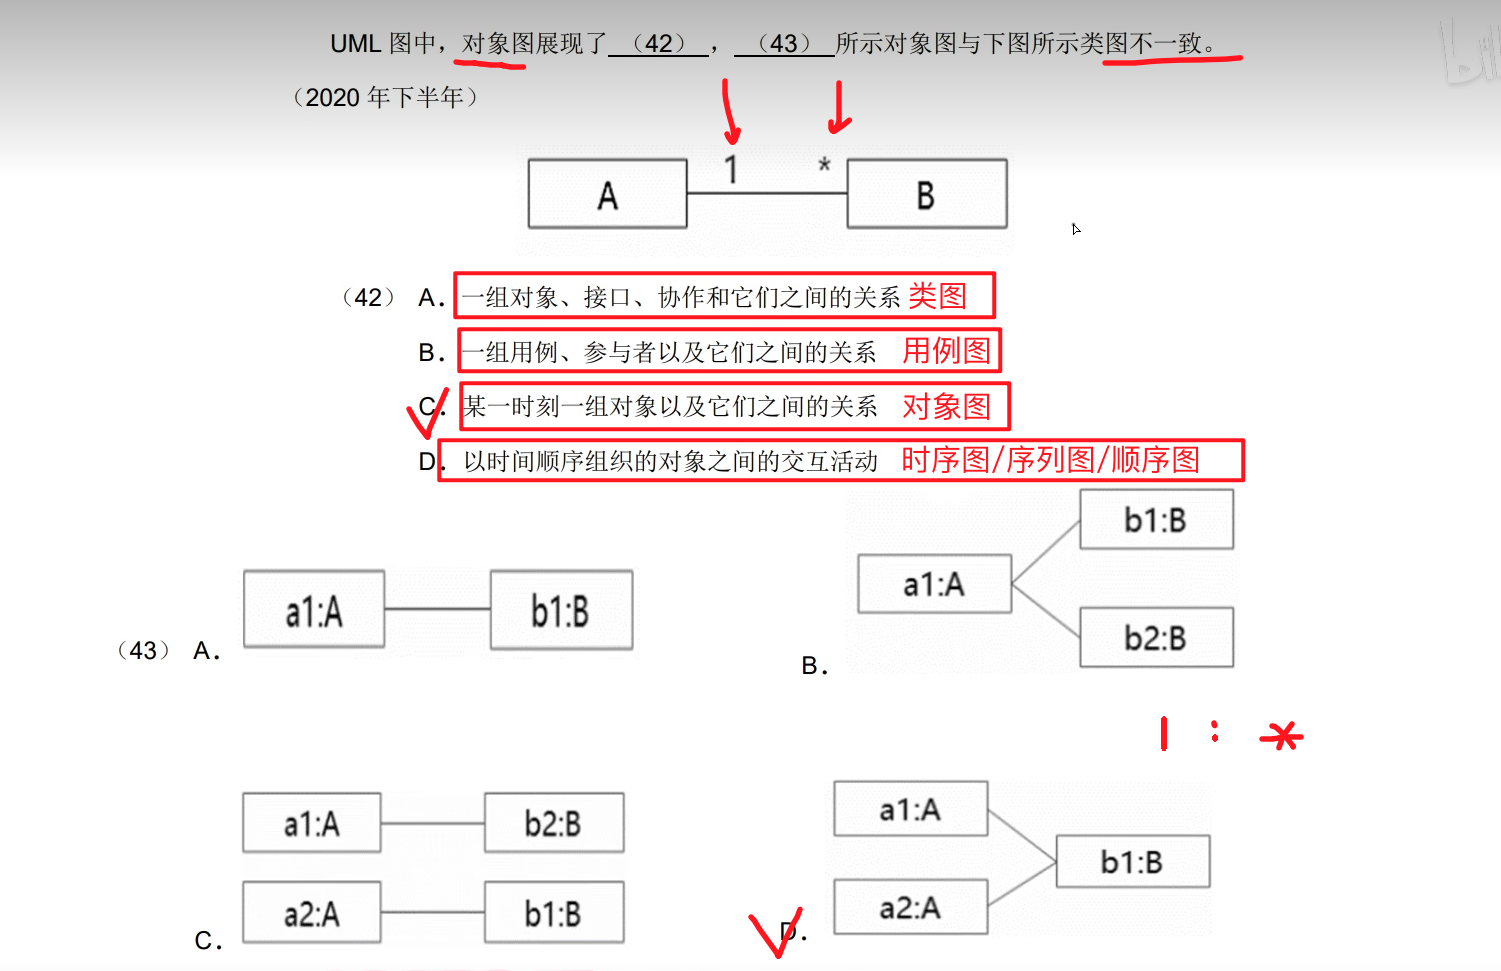 UML 图中，对象图展现了 （42） ， （43） 所示对象图与下图所示类图不一致。
（2020 年下半年）
1 *
A B
（42） A. 一组对象、接口、协作和它们之间的关系 类图
B. 一组用例、参与者以及它们之间的关系 用例图
C. 某一时刻一组对象以及它们之间的关系 对象图
D. 以时间顺序组织的对象之间的交互活动 时序图/序列图/顺序图
（43） A. a1:A b1:B
B. a1:A b1:B
b2:B
1 : *
C. a1:A b2:B
a2:A b1:B
D. a1:A b1:B
a2:A